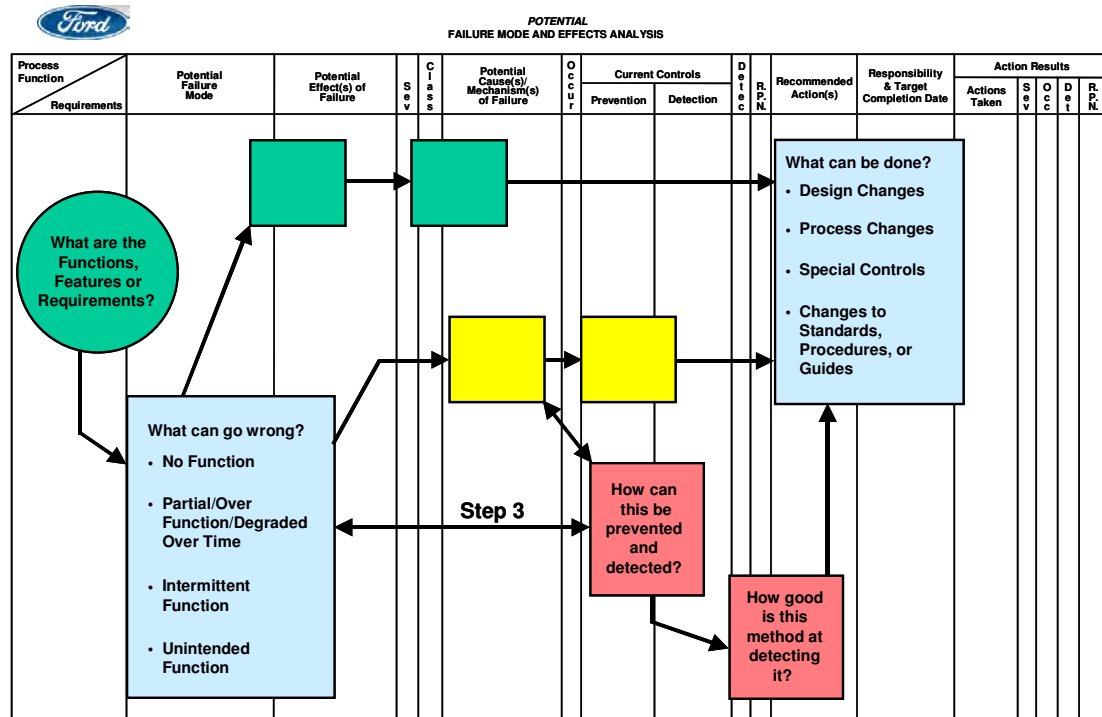 Ford
POTENTIAL
FAILURE MODE AND EFFECTS ANALYSIS
Process
Function
Requirements
Potential
Failure
Mode
Potential
Effect(s) of
Failure
S
e
v
C
l
a
s
s
Potential
Cause(s)/
Mechanism(s)
of Failure
O
c
c
u
r
Current Controls
Prevention
Detection
D
e
t
e
c
R.
P.
N.
Recommended
Action(s)
Responsibility
& Target
Completion Date
Action Results
Actions
Taken
S
e
v
O
c
c
D
e
t
R.
P.
N.
What are the
Functions,
Features or
Requirements?
What can go wrong?
• No Function
• Partial/Over
Function/Degraded
Over Time
• Intermittent
Function
• Unintended
Function
Step 3
How can
this be
prevented
and
detected?
How good
is this
method at
detecting
it?
What can be done?
• Design Changes
• Process Changes
• Special Controls
• Changes to
Standards,
Procedures, or
Guides